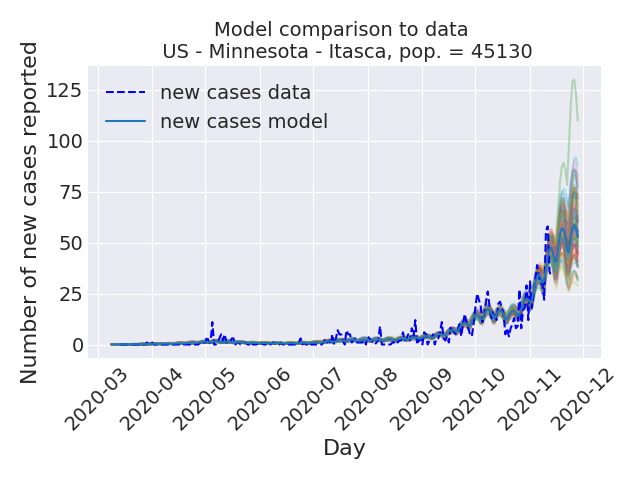 Model comparison to data
US - Minnesota - Itasca, pop. = 45130
Number of new cases reported
125
100
75
50
25
0
new cases data
new cases model
2020-03
2020-04
2020-05
2020-06
2020-07
2020-08
2020-09
2020-10
2020-11
2020-12
Day